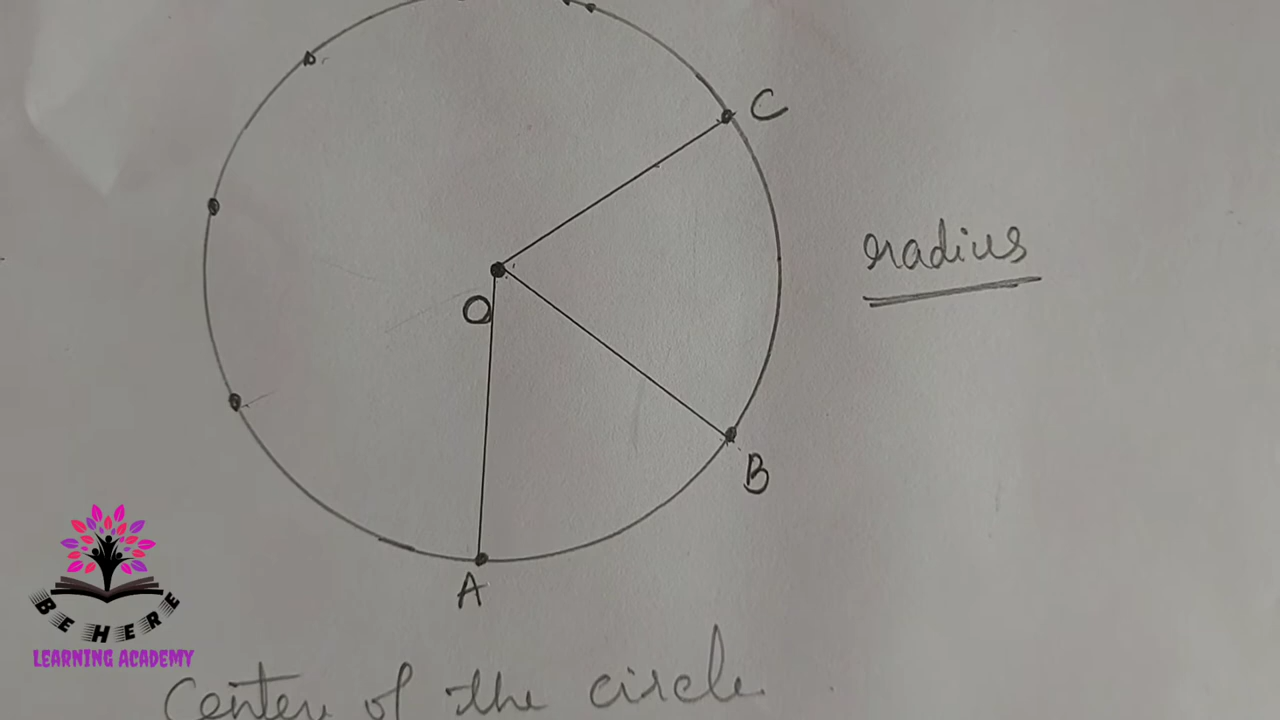 C
radius
O
B
A
BE HERE
LEARNING ACADEMY
Center of the circle